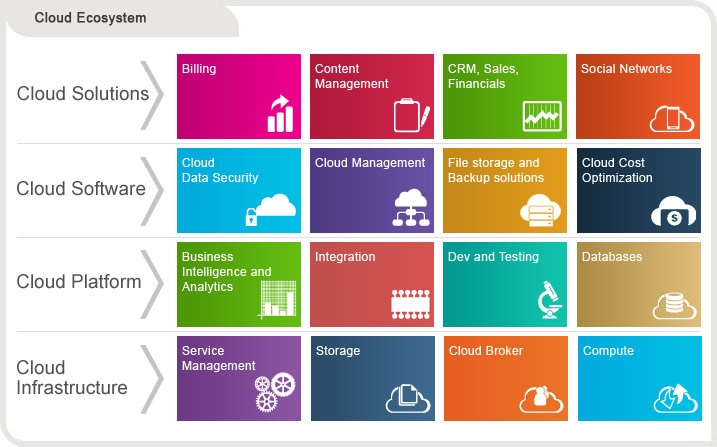 Cloud Ecosystem
Cloud Solutions
Billing
Content
Management
CRM, Sales,
Financials
Social Networks
Cloud Software
Cloud
Data Security
Cloud Management
File storage and
Backup solutions
Cloud Cost
Optimization
$
Cloud Platform
Business
Intelligence and
Analytics
Integration
Dev and Testing
Databases
Cloud
Infrastructure
Service
Management
Storage
Cloud Broker
Compute